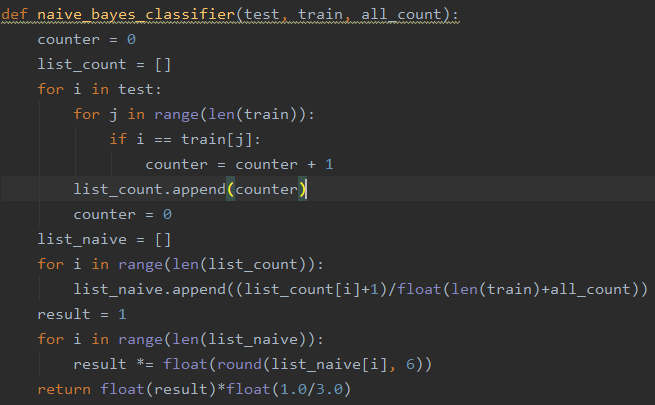 def naive_bayes_classifier(test, train, all_count):
    counter = 0
    list_count = []
    for i in test:
        for j in range(len(train)):
            if i == train[j]:
                counter = counter + 1
        list_count.append(counter)
        counter = 0
    list_naive = []
    for i in range(len(list_count)):
        list_naive.append((list_count[i]+1)/float(len(train)+all_count))
    result = 1
    for i in range(len(list_naive)):
        result *= float(round(list_naive[i], 6))
    return float(result)*float(1.0/3.0)